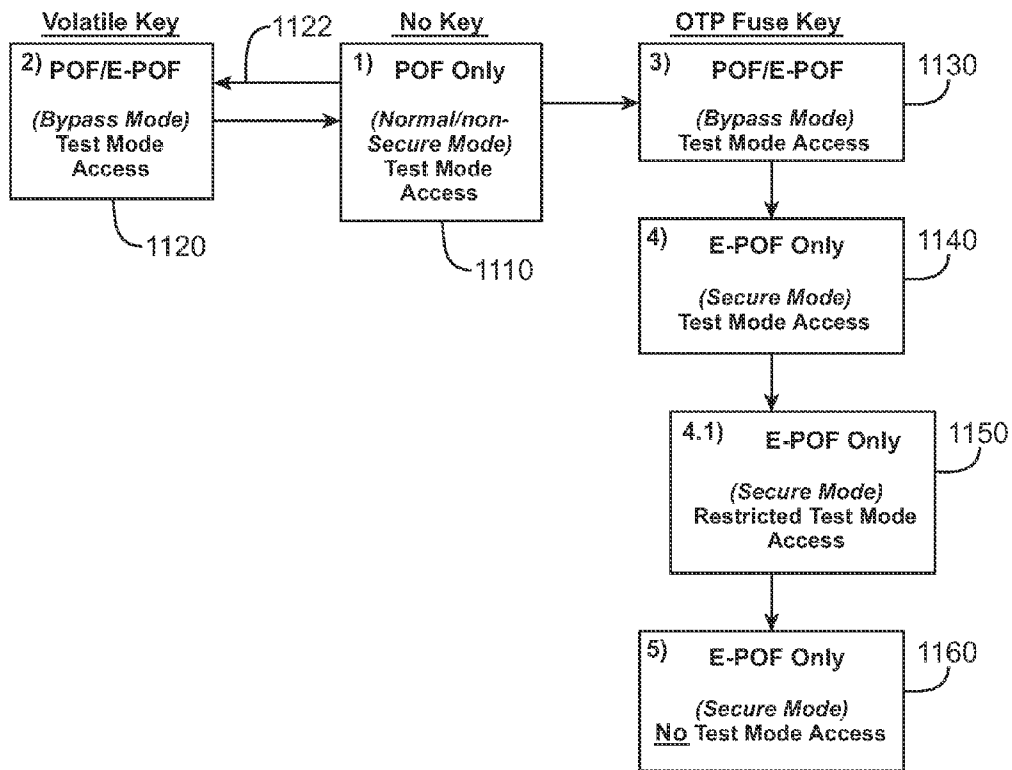 Volatile Key
2) POF/E-POF
(Bypass Mode)
Test Mode
Access
1120
1122
No Key
1) POF Only
(Normal/non-
Secure Mode)
Test Mode
Access
1110
OTP Fuse Key
3) POF/E-POF
(Bypass Mode)
Test Mode Access
1130
4) E-POF Only
(Secure Mode)
Test Mode Access
1140
4.1) E-POF Only
(Secure Mode)
Restricted Test Mode
Access
1150
5) E-POF Only
(Secure Mode)
No Test Mode Access
1160